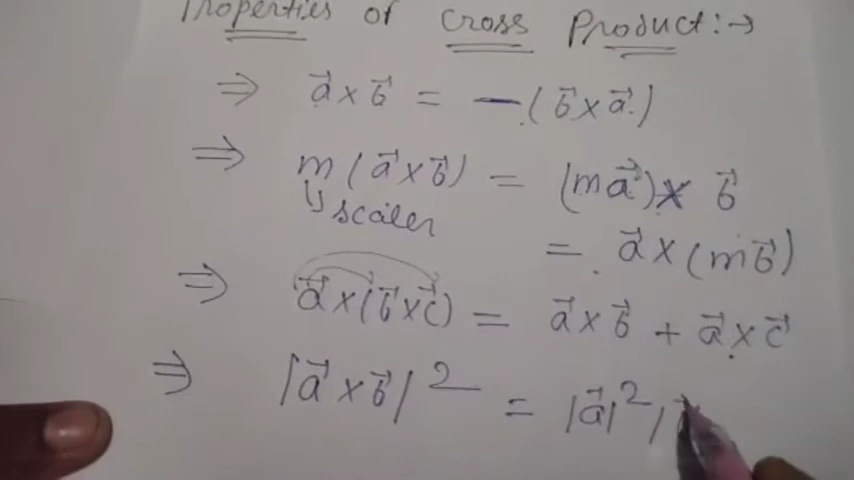 Properties of Cross Product:→
⇒ a⃗ × b⃗ = —(b⃗ × a⃗)
⇒ m(a⃗ × b⃗) = (ma⃗) × b⃗
scaler
= a⃗ × (mb⃗)
⇒ a⃗ × (b⃗ × c⃗) = a⃗ × b⃗ + a⃗ × c⃗
⇒ |a⃗ × b⃗|² = |a⃗|² |